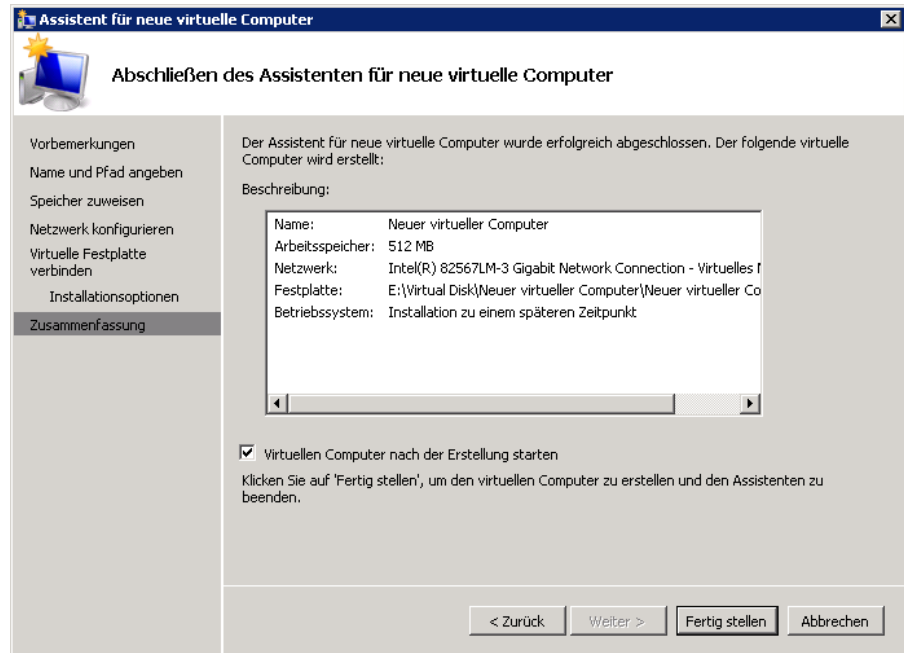 Assistent für neue virtuelle Computer
Abschließen des Assistenten für neue virtuelle Computer
Vorbemerkungen
Name und Pfad angeben
Speicher zuweisen
Netzwerk konfigurieren
Virtuelle Festplatte
verbinden
Installationsoptionen
Zusammenfassung
Der Assistent für neue virtuelle Computer wurde erfolgreich abgeschlossen. Der folgende virtuelle
Computer wird erstellt:
Beschreibung:
Name: Neuer virtueller Computer
Arbeitsspeicher: 512 MB
Netzwerk: Intel(R) 82567LM-3 Gigabit Network Connection - Virtuelles
Festplatte: E:\Virtual Disk\Neuer virtueller Computer\Neuer virtueller Co
Betriebssystem: Installation zu einem späteren Zeitpunkt
Virtuellen Computer nach der Erstellung starten
Klicken Sie auf 'Fertig stellen', um den virtuellen Computer zu erstellen und den Assistenten zu
beenden.
< Zurück Weiter > Fertig stellen Abbrechen